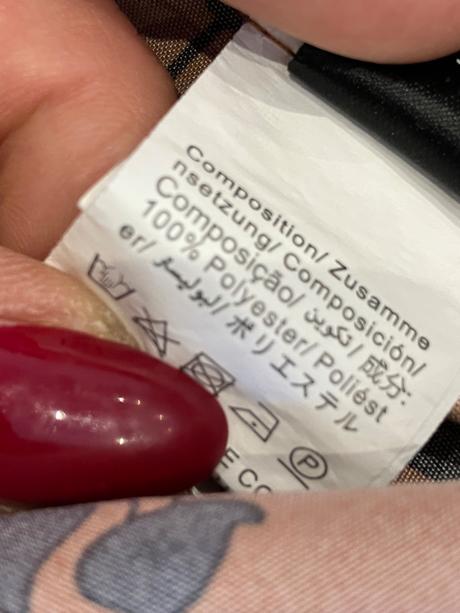 Composition/ Zusamme
nsetzung/ Composición/
Composição/ تكوين / 成分:
100% Polyester/ Poliést
er/ بوليستر/ ポリエステル
P
E CO